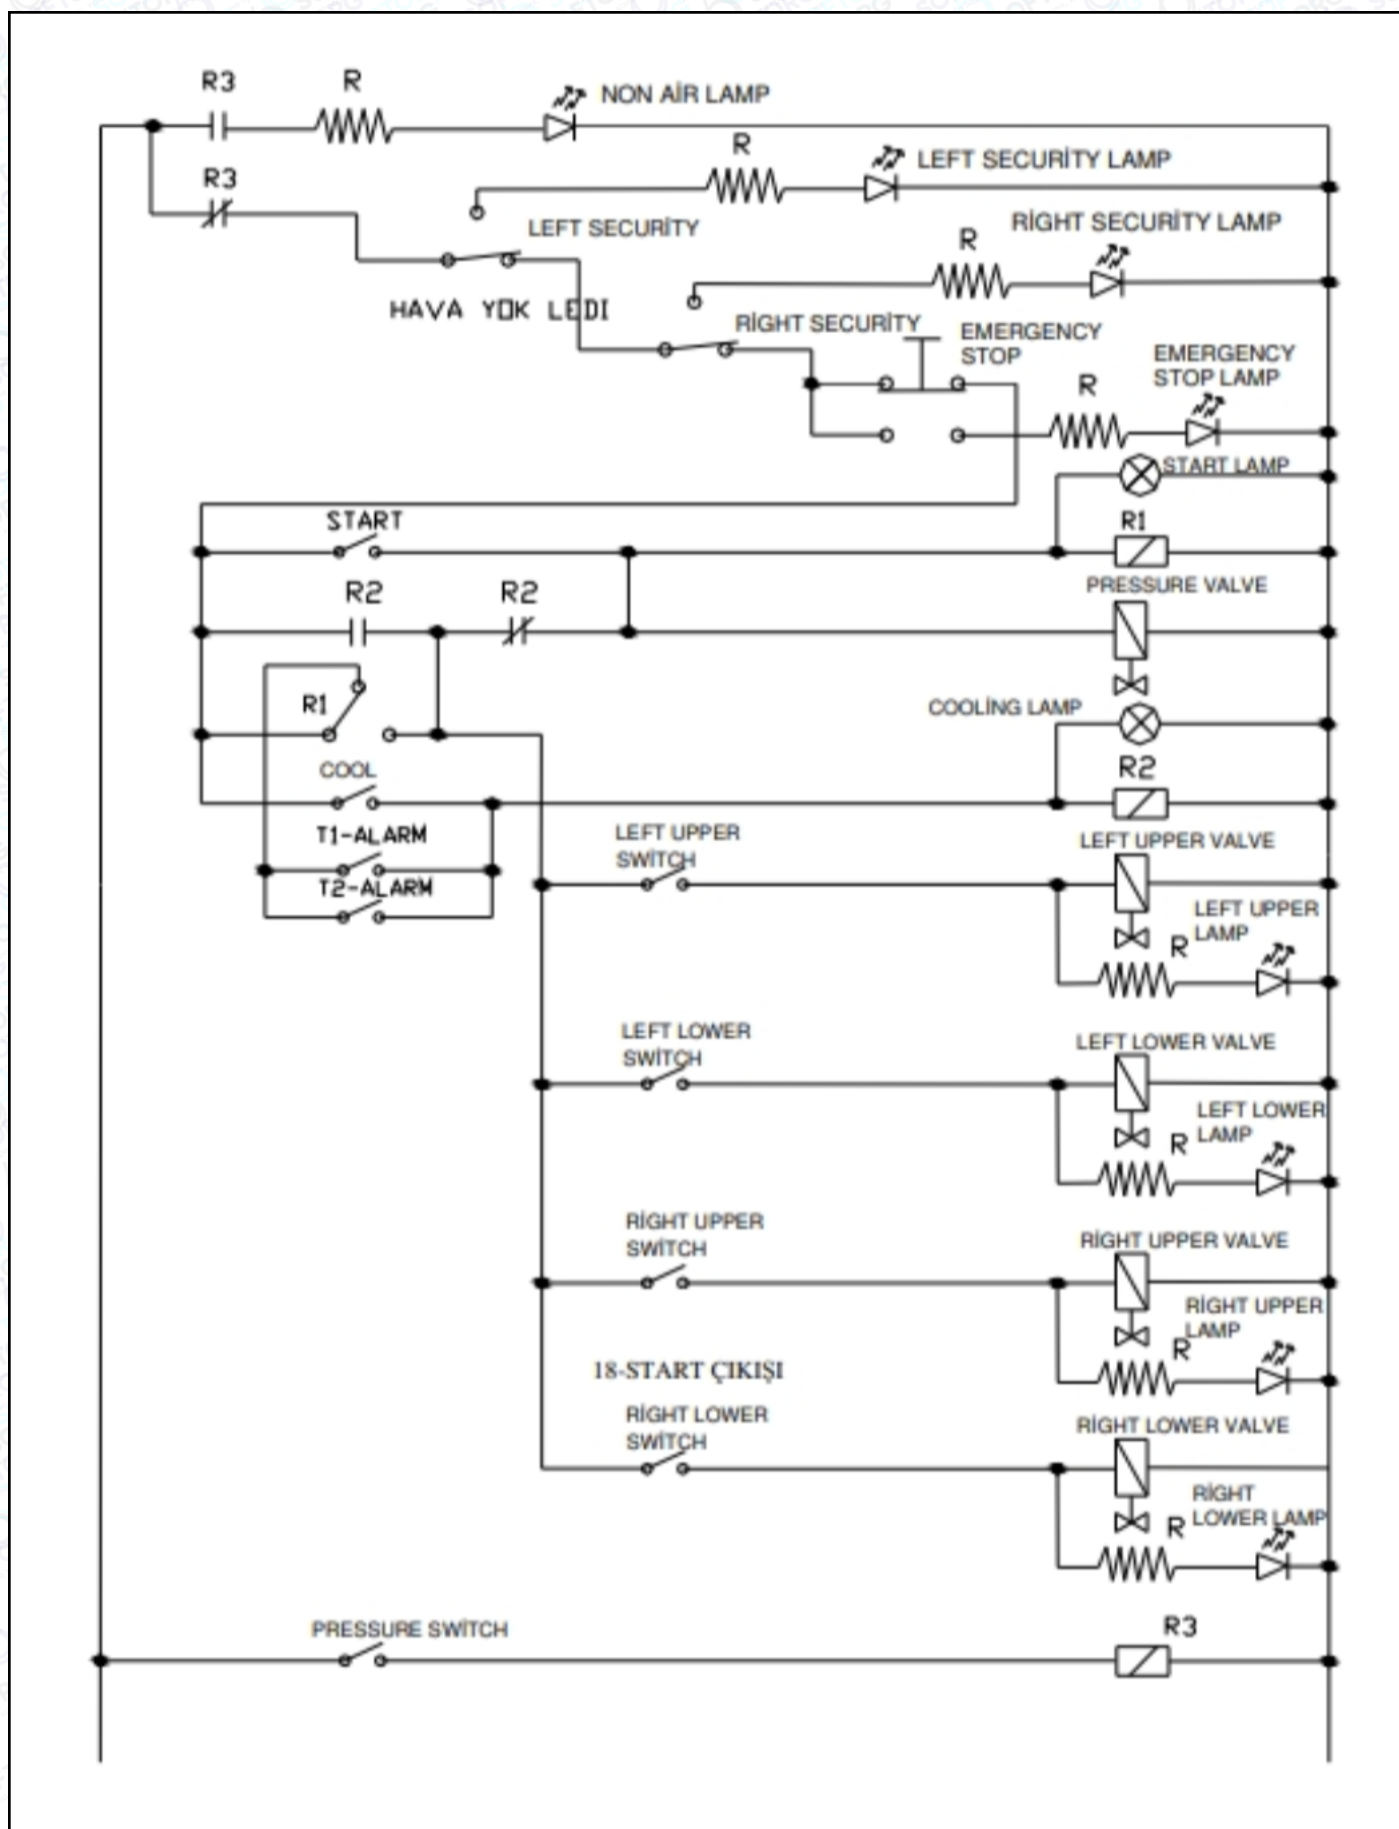 R3
R
NON AİR LAMP
R
LEFT SECURİTY LAMP
R3
LEFT SECURİTY
RİGHT SECURİTY LAMP
R
HAVA YOK LEDI
RİGHT SECURİTY
EMERGENCY
STOP
EMERGENCY
STOP LAMP
R
START LAMP
START
R1
R2
R2
PRESSURE VALVE
R1
COOLİNG LAMP
COOL
R2
T1-ALARM
T2-ALARM
LEFT UPPER
SWİTCH
LEFT UPPER VALVE
LEFT UPPER
LAMP
R
LEFT LOWER
SWİTCH
LEFT LOWER VALVE
LEFT LOWER
LAMP
R
RİGHT UPPER
SWİTCH
RİGHT UPPER VALVE
RİGHT UPPER
LAMP
R
18-START ÇIKIŞI
RİGHT LOWER
SWİTCH
RİGHT LOWER VALVE
RİGHT
LOWER LAMP
R
PRESSURE SWİTCH
R3